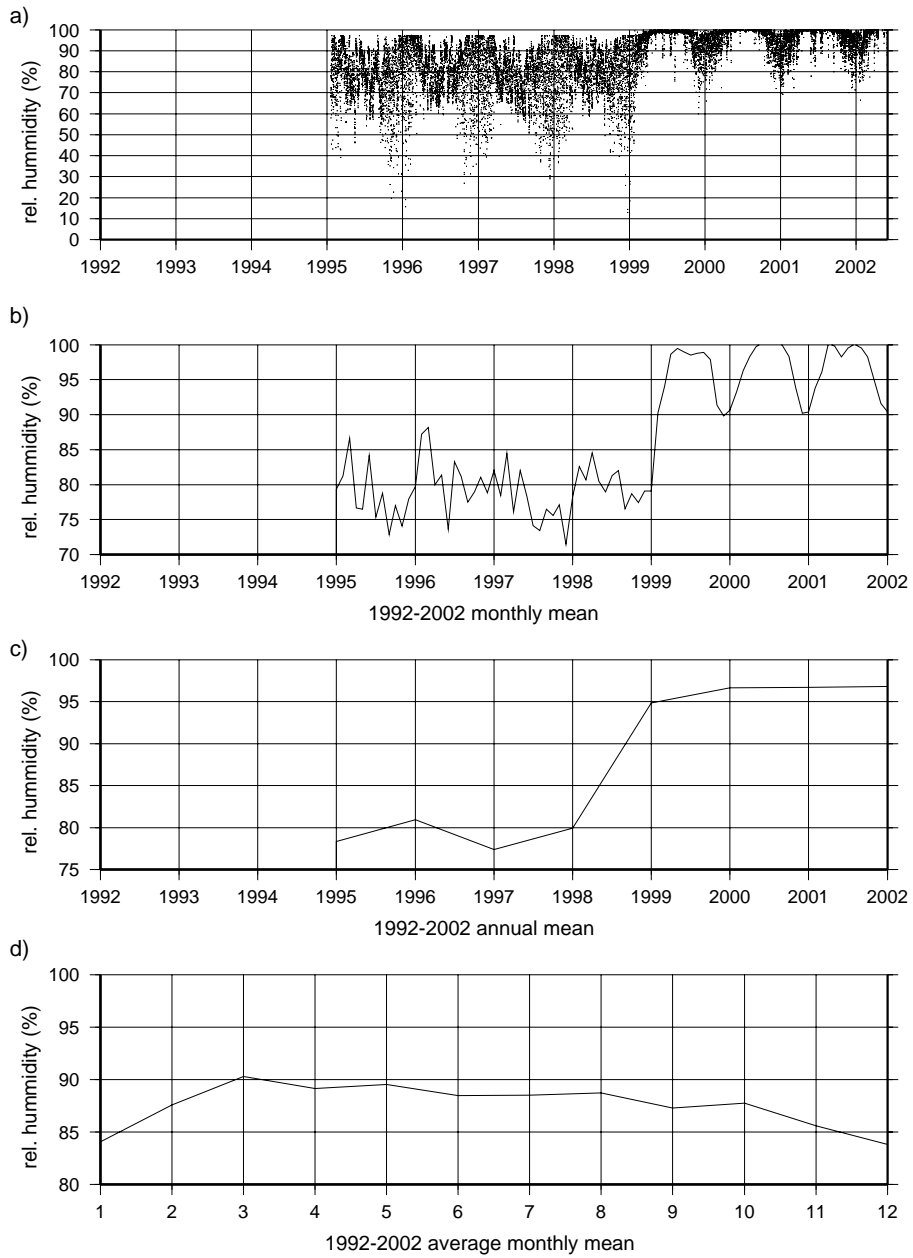 a)
rel. hummidity (%)
100
90
80
70
60
50
40
30
20
10
0
1992 1993 1994 1995 1996 1997 1998 1999 2000 2001 2002
b)
rel. hummidity (%)
100
95
90
85
80
75
70
1992 1993 1994 1995 1996 1997 1998 1999 2000 2001 2002
1992-2002 monthly mean
c)
rel. hummidity (%)
100
95
90
85
80
75
1992 1993 1994 1995 1996 1997 1998 1999 2000 2001 2002
1992-2002 annual mean
d)
rel. hummidity (%)
100
95
90
85
80
1 2 3 4 5 6 7 8 9 10 11 12
1992-2002 average monthly mean